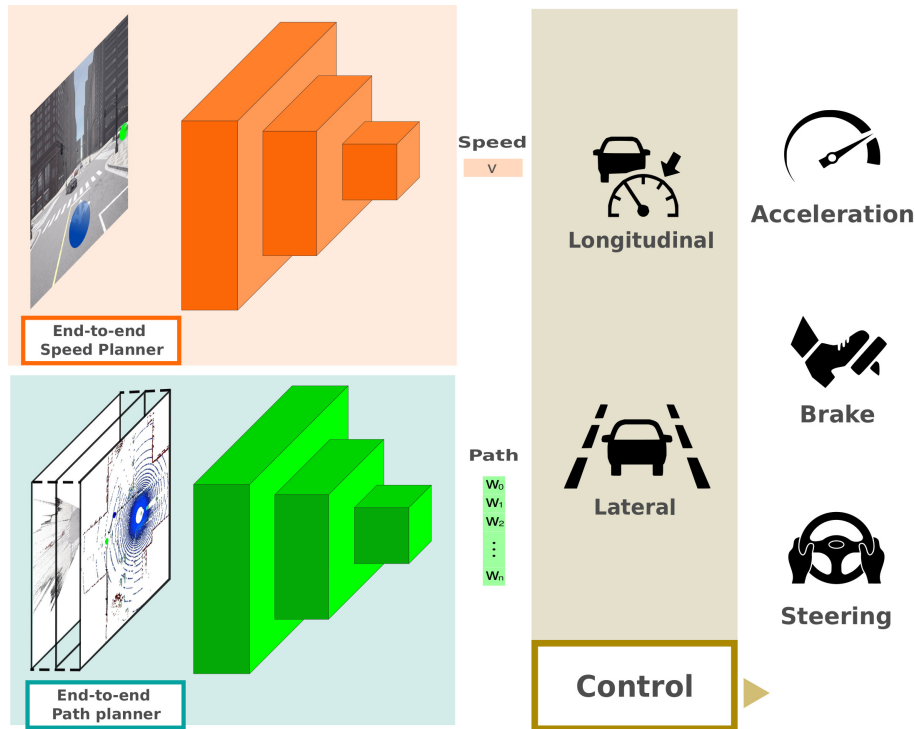 Speed
v
Longitudinal
Acceleration
End-to-end
Speed Planner
Brake
Path
W0
W1
W2
⋮
Wn
Lateral
Steering
End-to-end
Path planner
Control